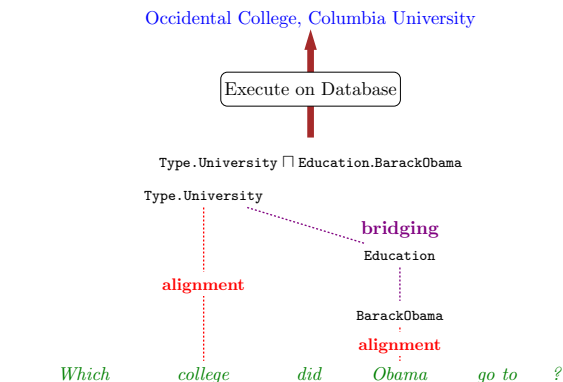 Occidental College, Columbia University
Execute on Database
Type.University ⊓ Education.BarackObama
Type.University
bridging
Education
alignment
BarackObama
alignment
Which college did Obama go to ?